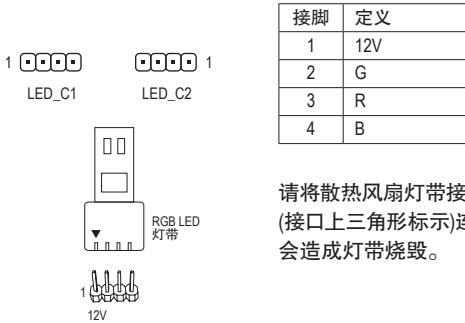 1 1
LED_C1 LED_C2
RGB LED
灯带
1
12V
接脚 定义
1 12V
2 G
3 R
4 B
请将散热风扇灯带接
(接口上三角形标示)
会造成灯带烧毁。